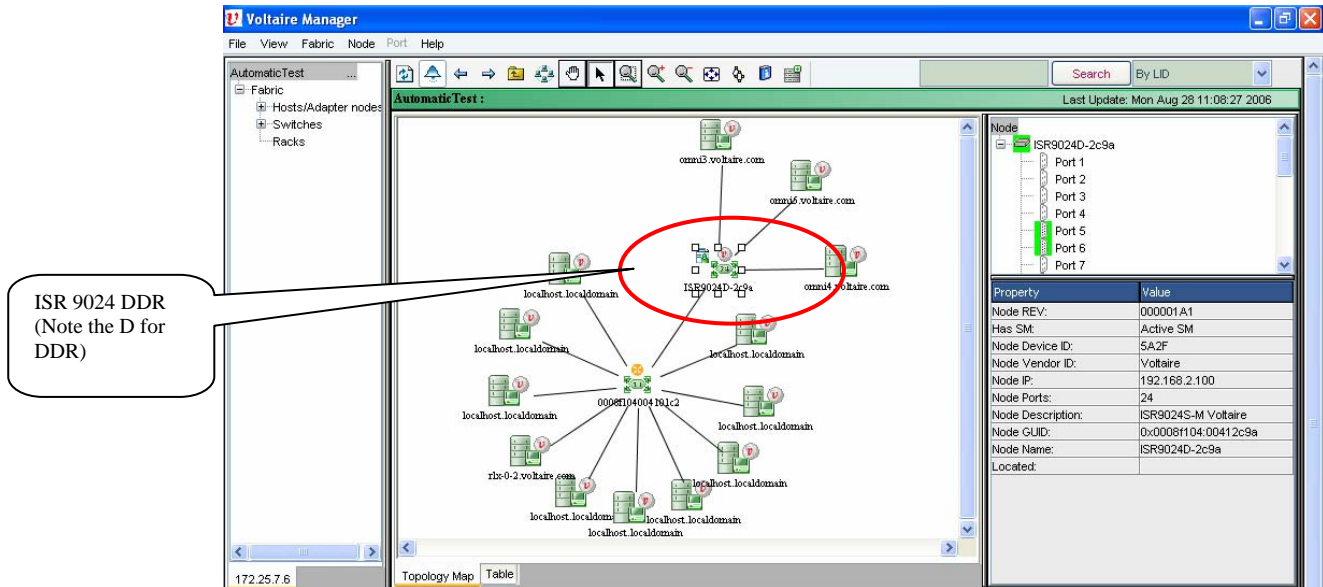 Voltaire Manager
File View Fabric Node Port Help
AutomaticTest ...
Fabric
Hosts/Adapter nodes
Switches
Racks
172.25.7.6
Search By LID
AutomaticTest :
Last Update: Mon Aug 28 11:08:27 2006
omni3.voltaire.com
omni6.voltaire.com
24
ISR9024D-2c9a
omni4.voltaire.com
localhost.localdomain
localhost.localdomain
localhost.localdomain
localhost.localdomain
0008f104004101c2
localhost.localdomain
rlx-0-2.voltaire.com
localhost.localdomain
localhost.localdomain
localhost.localdomain
localhost.localdomain
Topology Map Table
Node
ISR9024D-2c9a
Port 1
Port 2
Port 3
Port 4
Port 5
Port 6
Port 7
Property Value
Node REV: 000001A1
Has SM: Active SM
Node Device ID: 5A2F
Node Vendor ID: Voltaire
Node IP: 192.168.2.100
Node Ports: 24
Node Description: ISR9024S-M Voltaire
Node GUID: 0x0008f104:00412c9a
Node Name: ISR9024D-2c9a
Located:
ISR 9024 DDR
(Note the D for
DDR)